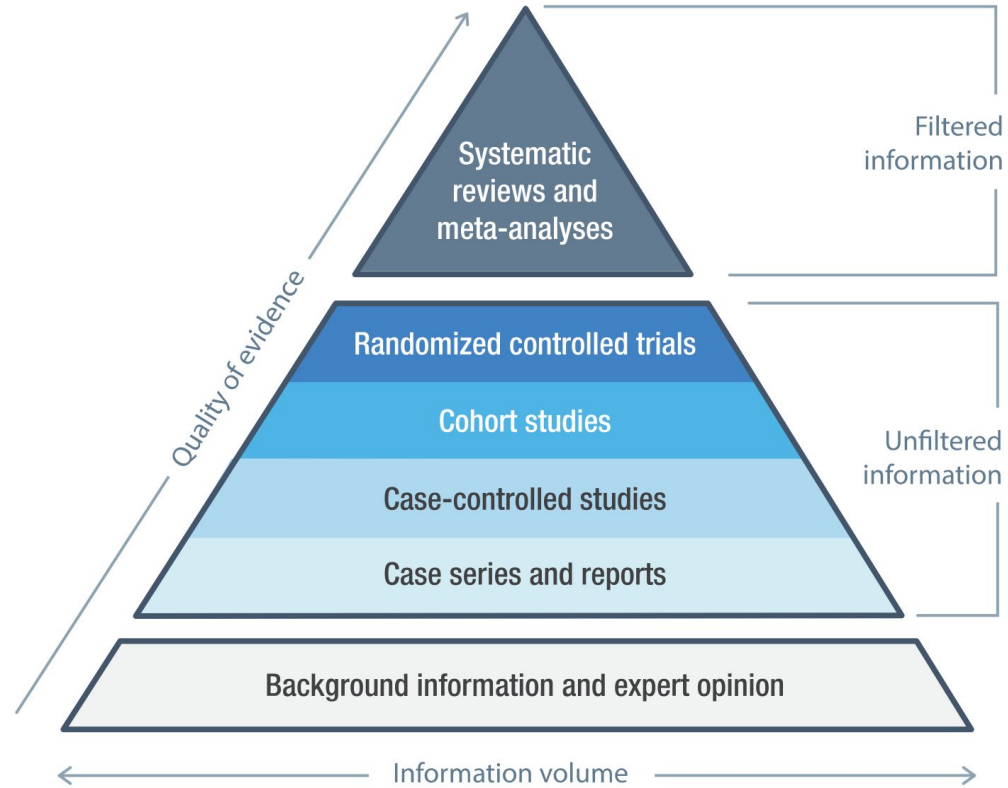 Systematic
reviews and
meta-analyses
Filtered
information
Quality of evidence
Randomized controlled trials
Cohort studies
Case-controlled studies
Case series and reports
Unfiltered
information
Background information and expert opinion
Information volume